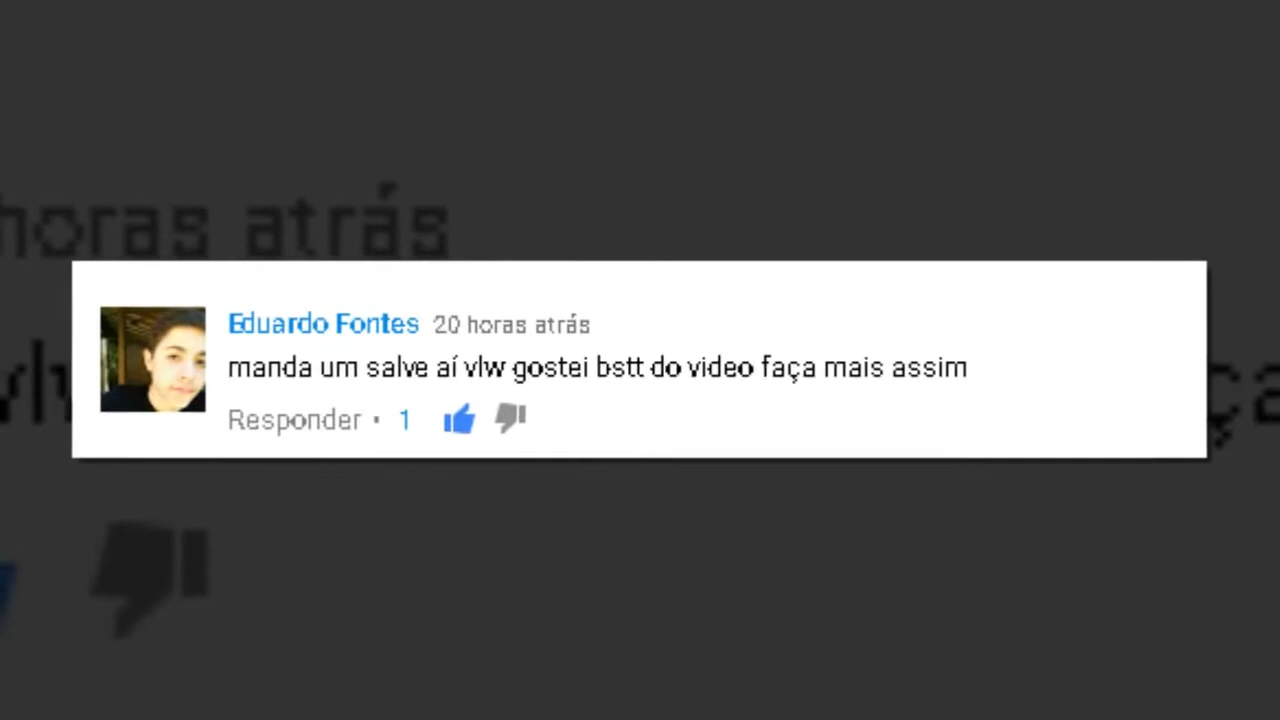 horas atrás
Eduardo Fontes 20 horas atrás
manda um salve aí vlw gostei bstt do video faça mais assim
Responder • 1